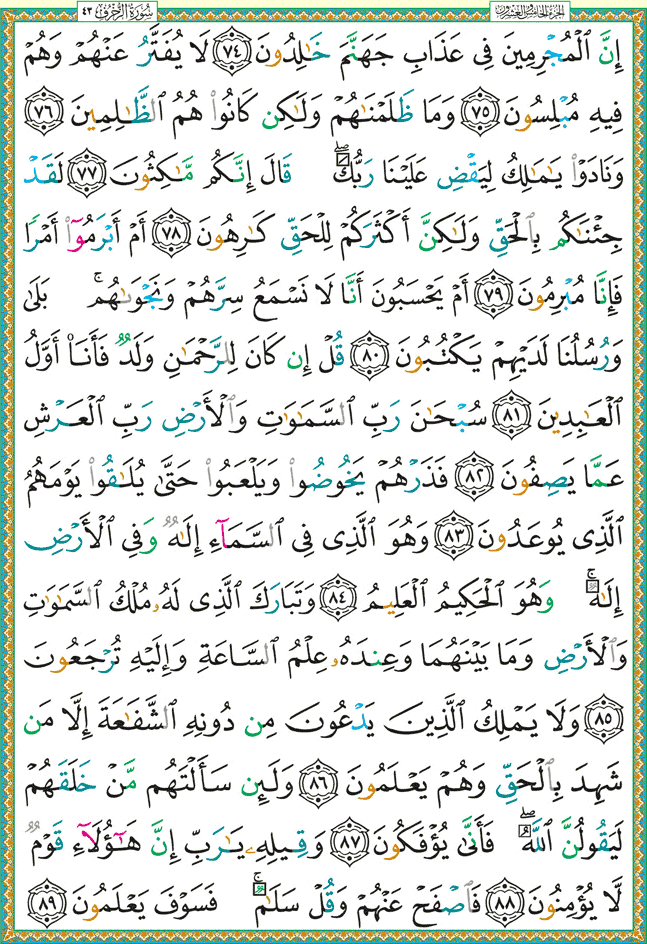 الجزء الخامس والعشرون سورة الزخرف ٤٣
إِنَّ ٱلْمُجْرِمِينَ فِى عَذَابِ جَهَنَّمَ خَٰلِدُونَ ٧٤ لَا يُفَتَّرُ عَنْهُمْ وَهُمْ
فِيهِ مُبْلِسُونَ ٧٥ وَمَا ظَلَمْنَٰهُمْ وَلَٰكِن كَانُوا۟ هُمُ ٱلظَّٰلِمِينَ ٧٦
وَنَادَوْا۟ يَٰمَٰلِكُ لِيَقْضِ عَلَيْنَا رَبُّكَ ۖ قَالَ إِنَّكُم مَّٰكِثُونَ ٧٧ لَقَدْ
جِئْنَٰكُم بِٱلْحَقِّ وَلَٰكِنَّ أَكْثَرَكُمْ لِلْحَقِّ كَٰرِهُونَ ٧٨ أَمْ أَبْرَمُوٓا۟ أَمْرًا
فَإِنَّا مُبْرِمُونَ ٧٩ أَمْ يَحْسَبُونَ أَنَّا لَا نَسْمَعُ سِرَّهُمْ وَنَجْوَىٰهُم ۚ بَلَىٰ
وَرُسُلُنَا لَدَيْهِمْ يَكْتُبُونَ ٨٠ قُلْ إِن كَانَ لِلرَّحْمَٰنِ وَلَدٌ فَأَنَا۠ أَوَّلُ
ٱلْعَٰبِدِينَ ٨١ سُبْحَٰنَ رَبِّ ٱلسَّمَٰوَٰتِ وَٱلْأَرْضِ رَبِّ ٱلْعَرْشِ
عَمَّا يَصِفُونَ ٨٢ فَذَرْهُمْ يَخُوضُوا۟ وَيَلْعَبُوا۟ حَتَّىٰ يُلَٰقُوا۟ يَوْمَهُمُ
ٱلَّذِى يُوعَدُونَ ٨٣ وَهُوَ ٱلَّذِى فِى ٱلسَّمَآءِ إِلَٰهٌ وَفِى ٱلْأَرْضِ
إِلَٰهٌ ۚ وَهُوَ ٱلْحَكِيمُ ٱلْعَلِيمُ ٨٤ وَتَبَارَكَ ٱلَّذِى لَهُۥ مُلْكُ ٱلسَّمَٰوَٰتِ
وَٱلْأَرْضِ وَمَا بَيْنَهُمَا وَعِندَهُۥ عِلْمُ ٱلسَّاعَةِ وَإِلَيْهِ تُرْجَعُونَ
٨٥ وَلَا يَمْلِكُ ٱلَّذِينَ يَدْعُونَ مِن دُونِهِ ٱلشَّفَٰعَةَ إِلَّا مَن
شَهِدَ بِٱلْحَقِّ وَهُمْ يَعْلَمُونَ ٨٦ وَلَئِن سَأَلْتَهُم مَّنْ خَلَقَهُمْ
لَيَقُولُنَّ ٱللَّهُ ۖ فَأَنَّىٰ يُؤْفَكُونَ ٨٧ وَقِيلِهِۦ يَٰرَبِّ إِنَّ هَٰٓؤُلَآءِ قَوْمٌ
لَّا يُؤْمِنُونَ ٨٨ فَٱصْفَحْ عَنْهُمْ وَقُلْ سَلَٰمٌ ۚ فَسَوْفَ يَعْلَمُونَ ٨٩